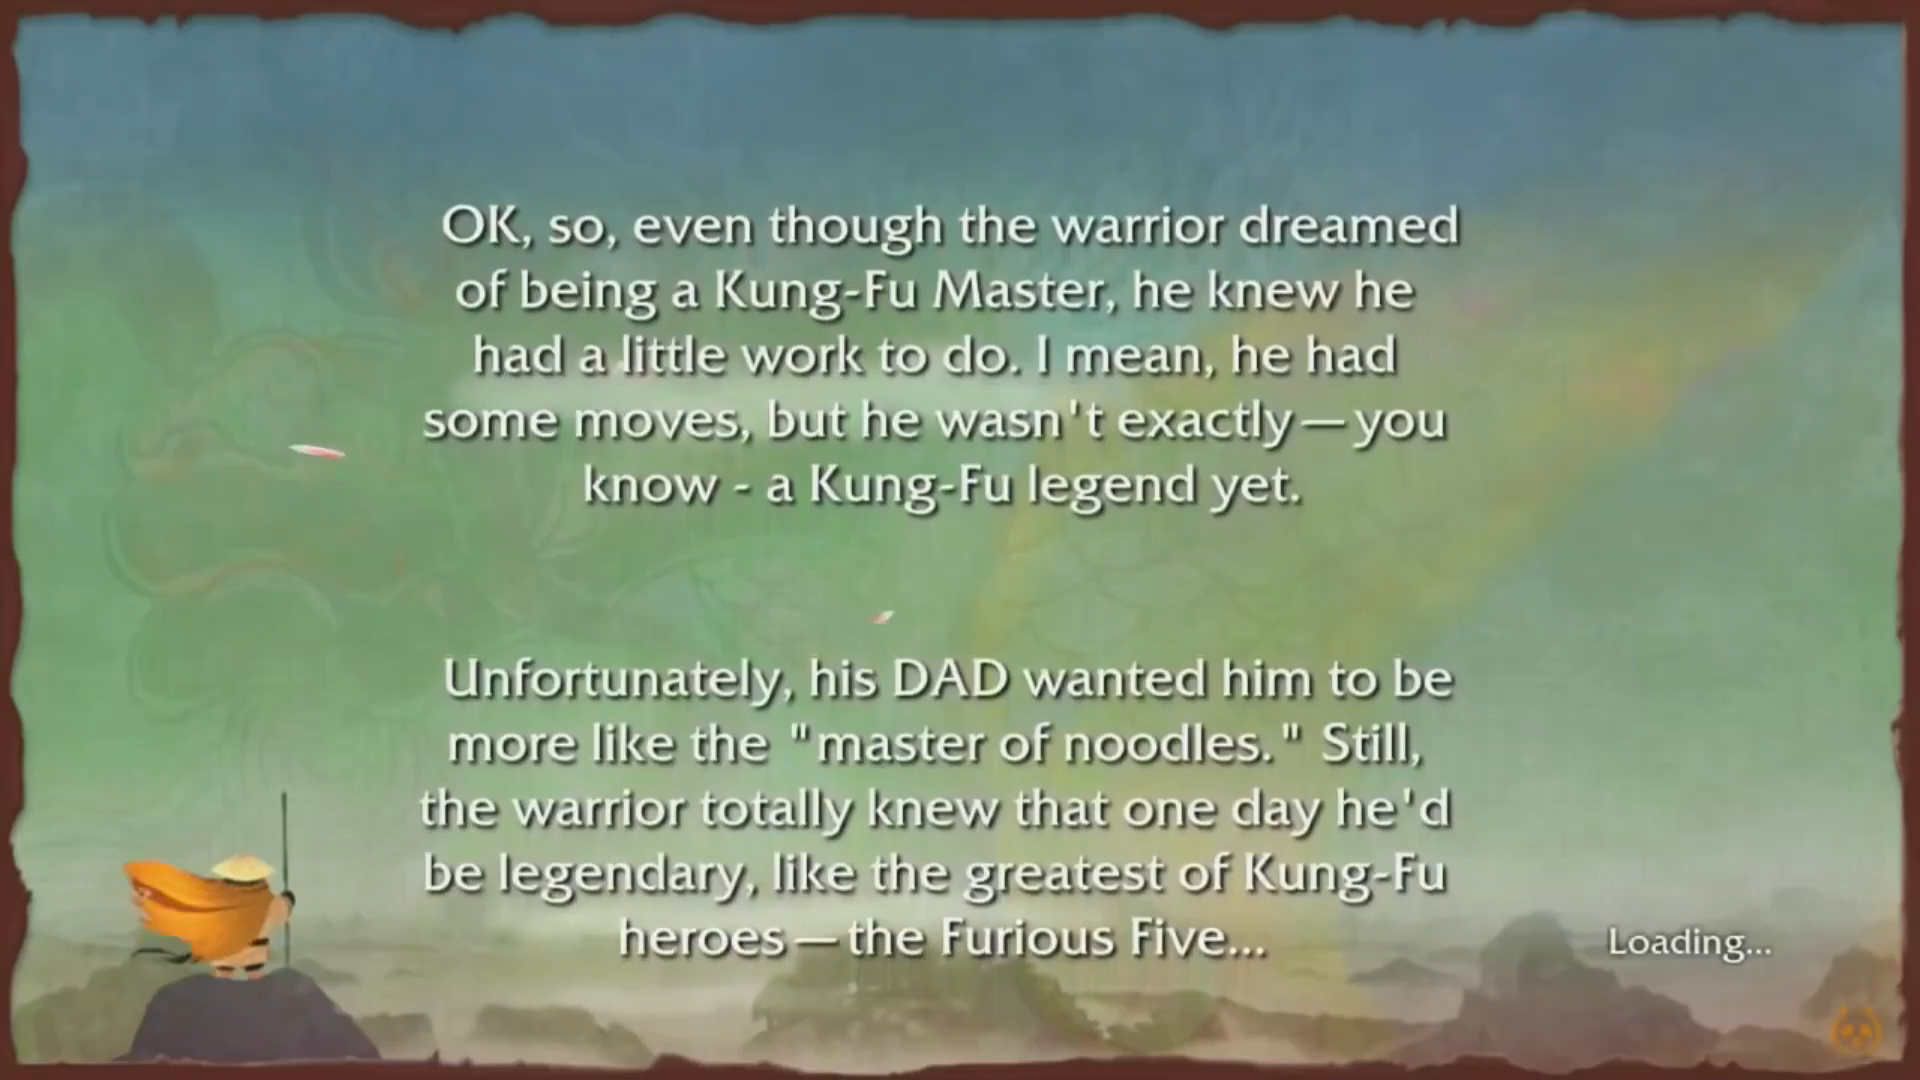 OK, so, even though the warrior dreamed
of being a Kung-Fu Master, he knew he
had a little work to do. I mean, he had
some moves, but he wasn't exactly—you
know - a Kung-Fu legend yet.
Unfortunately, his DAD wanted him to be
more like the "master of noodles." Still,
the warrior totally knew that one day he'd
be legendary, like the greatest of Kung-Fu
heroes—the Furious Five...
Loading...